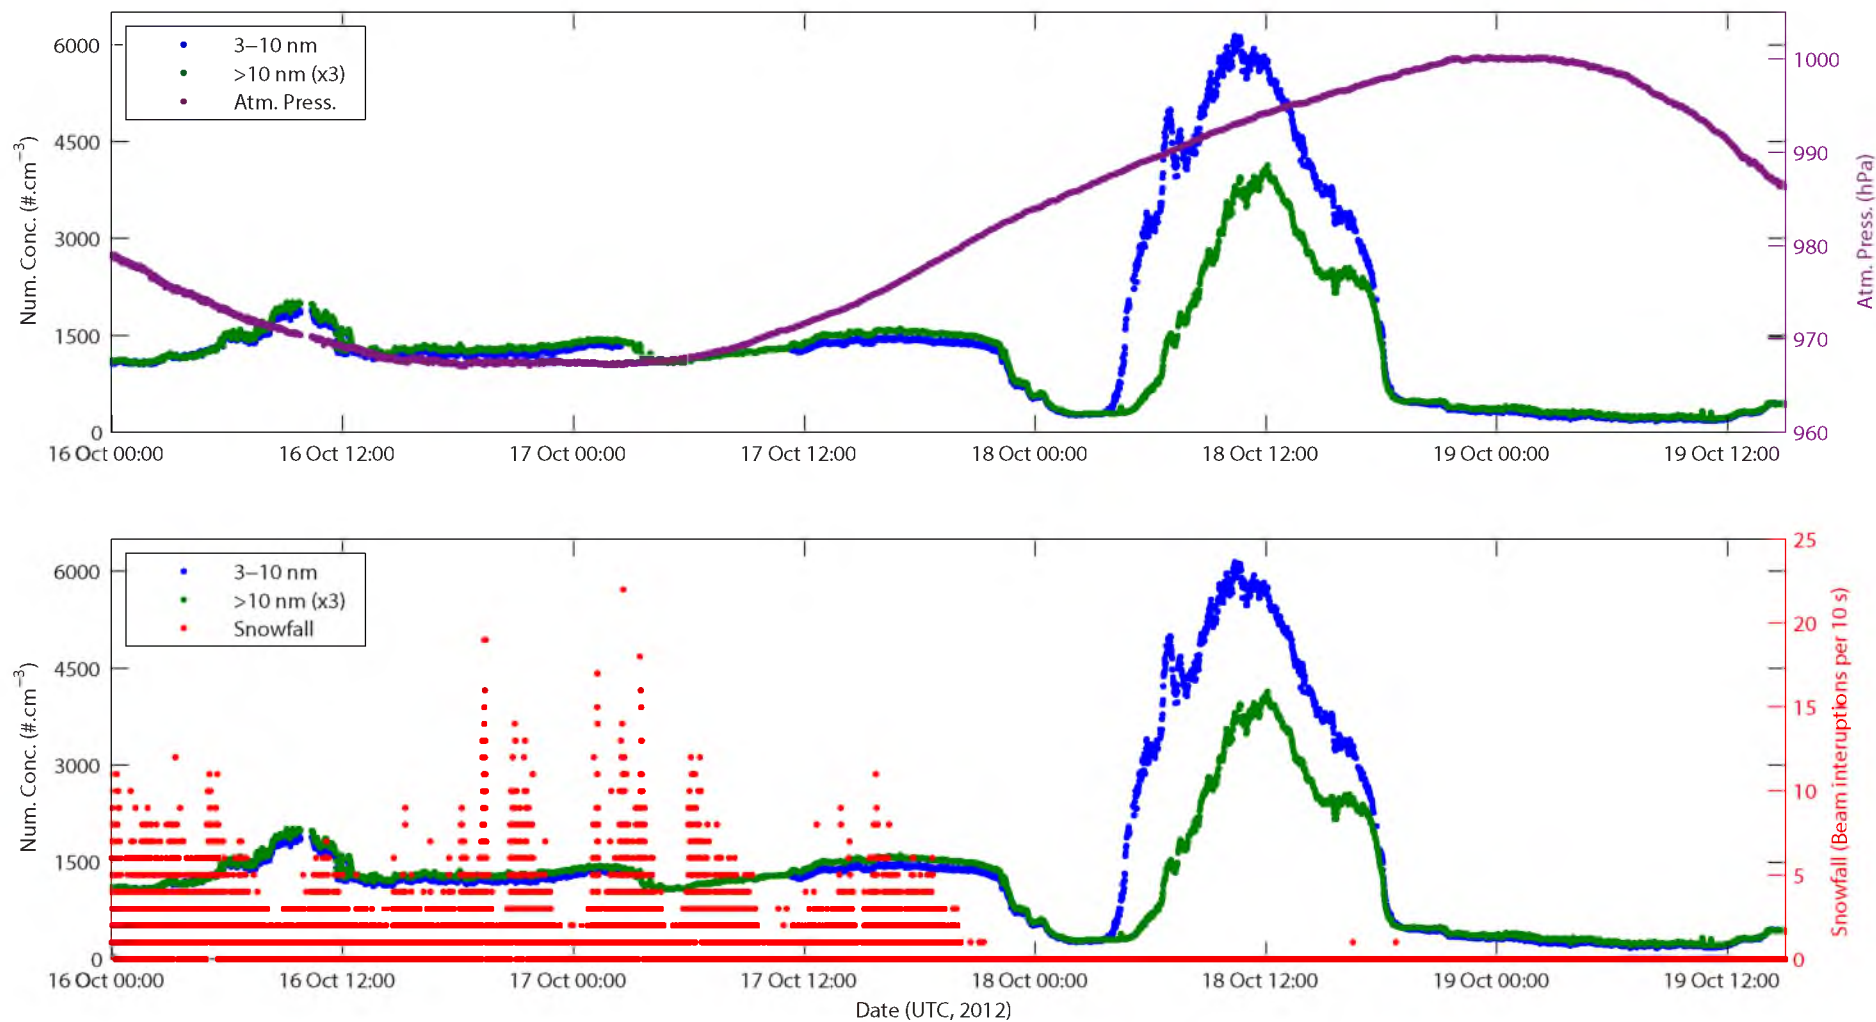 6000
4500
3000
1500
0
Num. Conc. (#.cm−3)
3−10 nm
>10 nm (x3)
Atm. Press.
1000
990
980
970
960
Atm. Press. (hPa)
16 Oct 00:00
16 Oct 12:00
17 Oct 00:00
17 Oct 12:00
18 Oct 00:00
18 Oct 12:00
19 Oct 00:00
19 Oct 12:00
6000
4500
3000
1500
0
Num. Conc. (#.cm−3)
3−10 nm
>10 nm (x3)
Snowfall
25
20
15
10
5
0
Snowfall (Beam interuptions per 10 s)
16 Oct 00:00
16 Oct 12:00
17 Oct 00:00
17 Oct 12:00
18 Oct 00:00
18 Oct 12:00
19 Oct 00:00
19 Oct 12:00
Date (UTC, 2012)